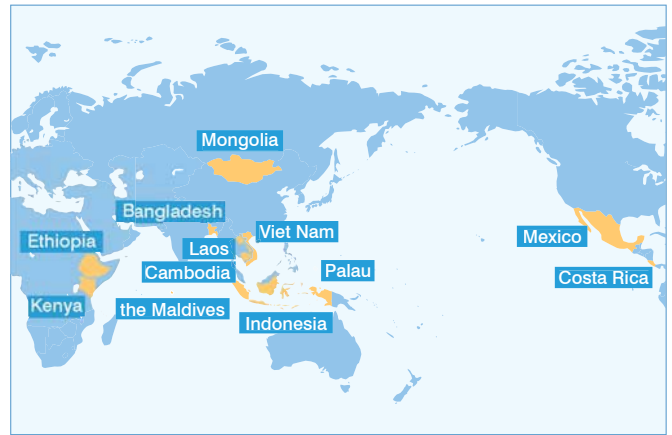 Mongolia
Bangladesh
Viet Nam
Ethiopia
Laos
Mexico
Cambodia
Palau
Costa Rica
Kenya
the Maldives
Indonesia